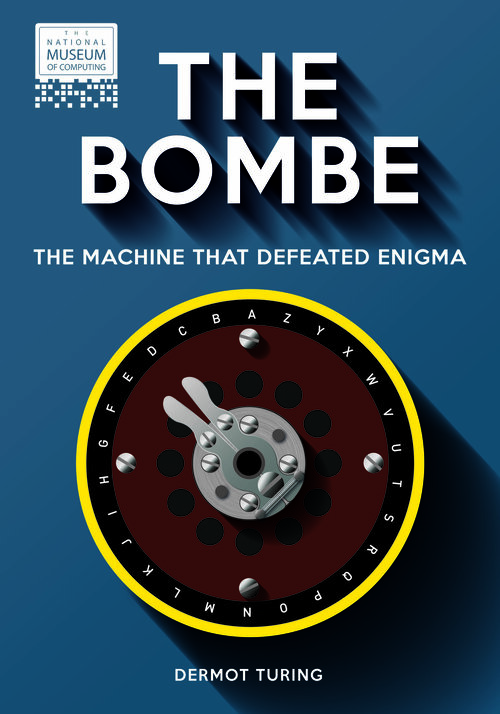 THE
NATIONAL
MUSEUM
OF COMPUTING
THE
BOMBE
THE MACHINE THAT DEFEATED ENIGMA
A Z Y X W V U T S R Q P O N M L K J I H G F E D C B
DERMOT TURING